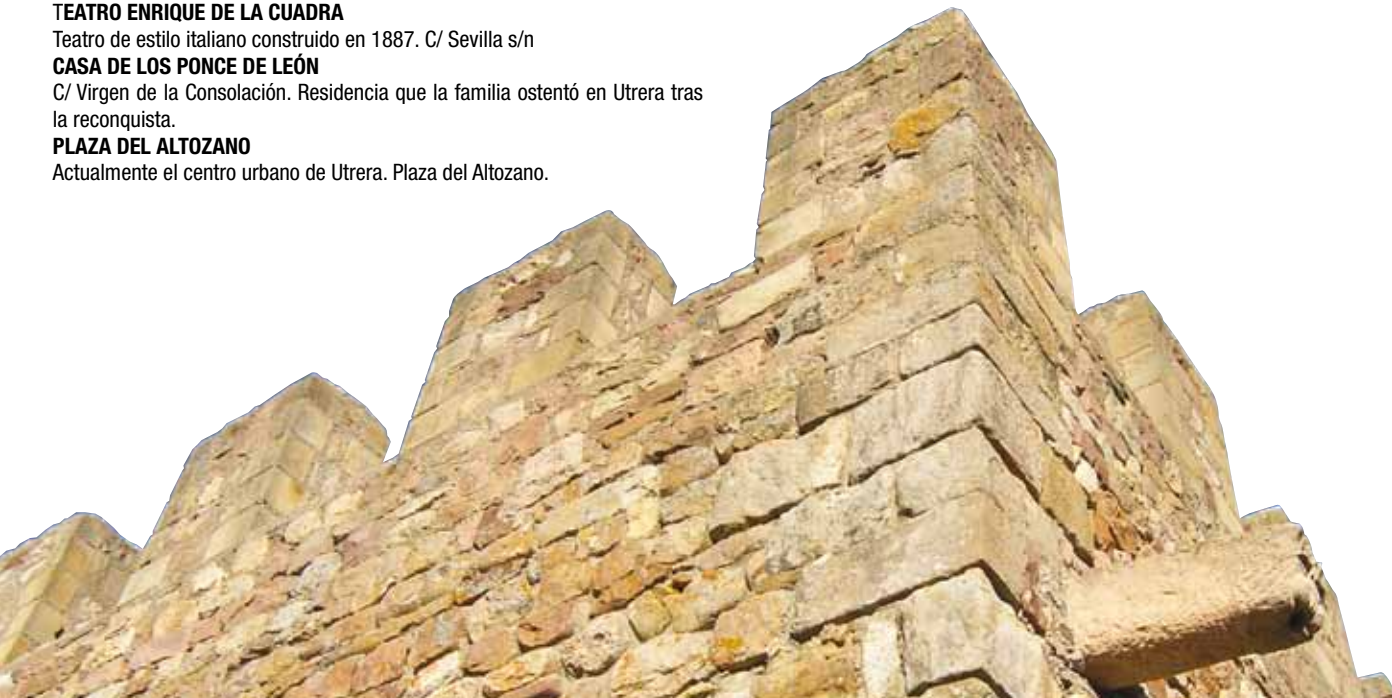 TEATRO ENRIQUE DE LA CUADRA
Teatro de estilo italiano construido en 1887. C/ Sevilla s/n
CASA DE LOS PONCE DE LEÓN
C/ Virgen de la Consolación. Residencia que la familia ostentó en Utrera tras
la reconquista.
PLAZA DEL ALTOZANO
Actualmente el centro urbano de Utrera. Plaza del Altozano.